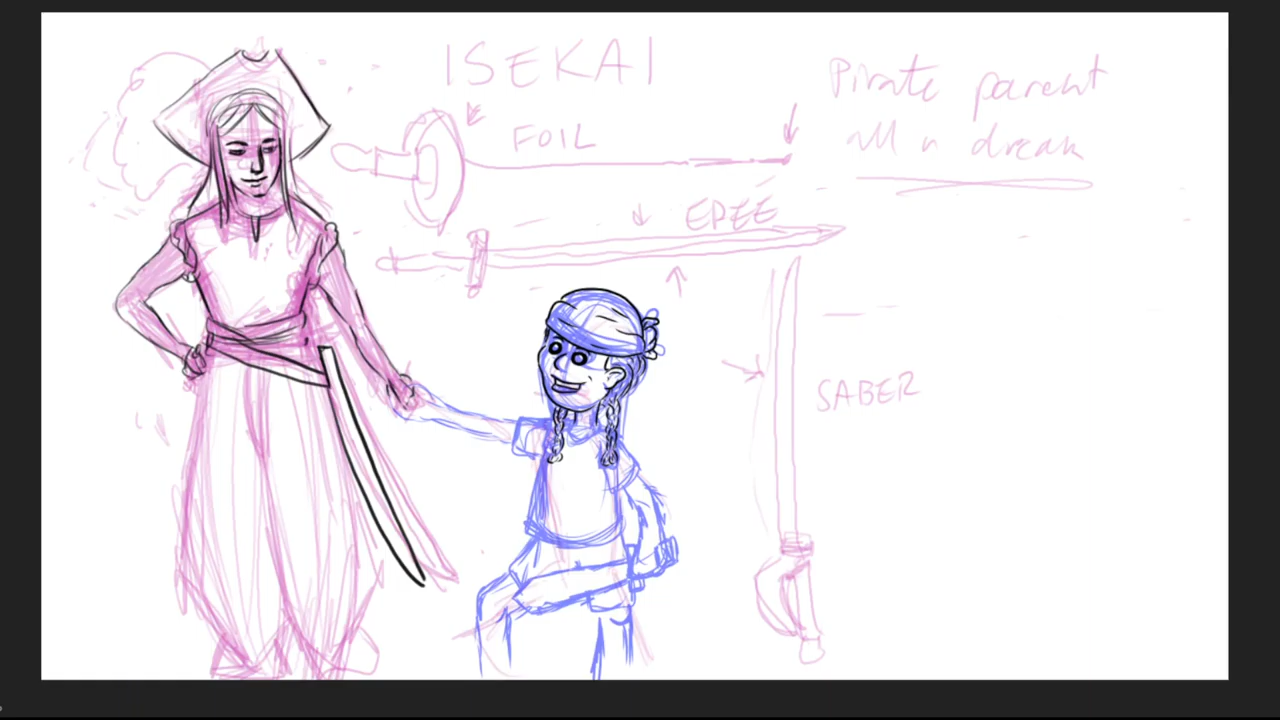 ISEKAI
Pirate parent
all a dream
FOIL
EPEE
SABER